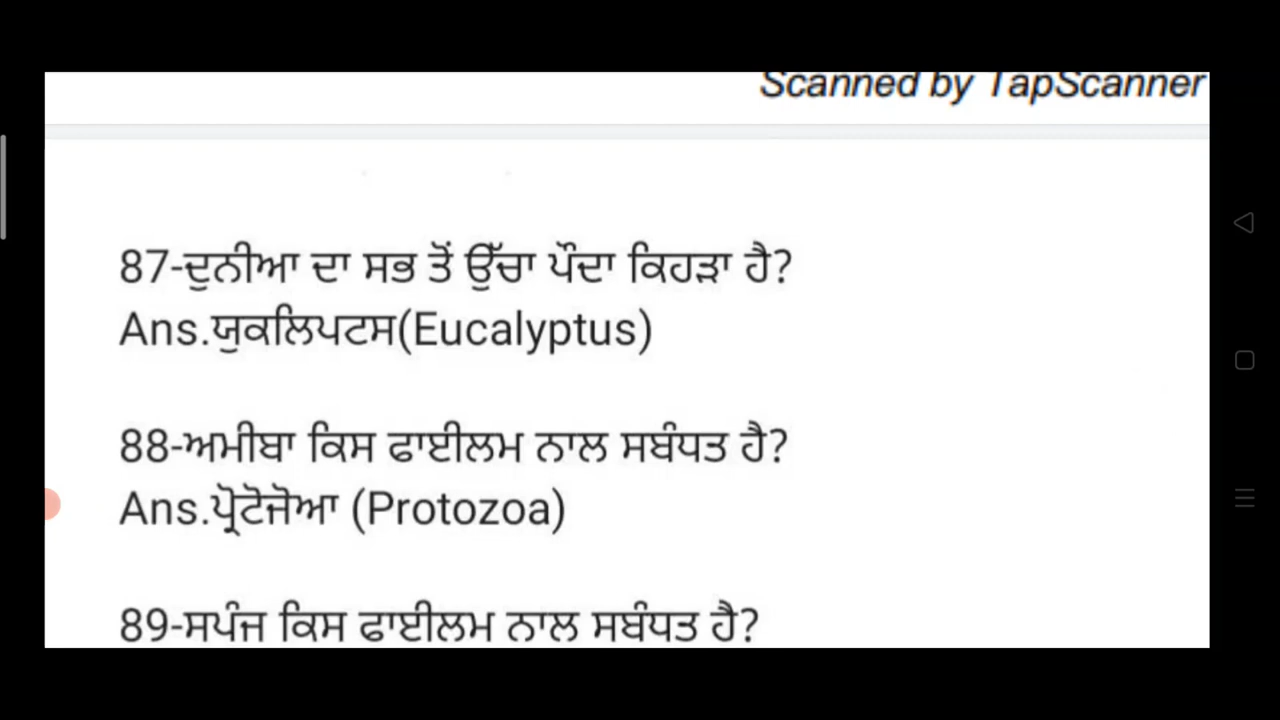 Scanned by TapScanner
87-ਦੁਨੀਆ ਦਾ ਸਭ ਤੋਂ ਉੱਚਾ ਪੌਦਾ ਕਿਹੜਾ ਹੈ?
Ans.ਯੁਕਲਿਪਟਸ(Eucalyptus)
88-ਅਮੀਬਾ ਕਿਸ ਫਾਈਲਮ ਨਾਲ ਸਬੰਧਤ ਹੈ?
Ans.ਪ੍ਰੋਟੋਜੋਆ (Protozoa)
89-ਸਪੰਜ ਕਿਸ ਫਾਈਲਮ ਨਾਲ ਸਬੰਧਤ ਹੈ?